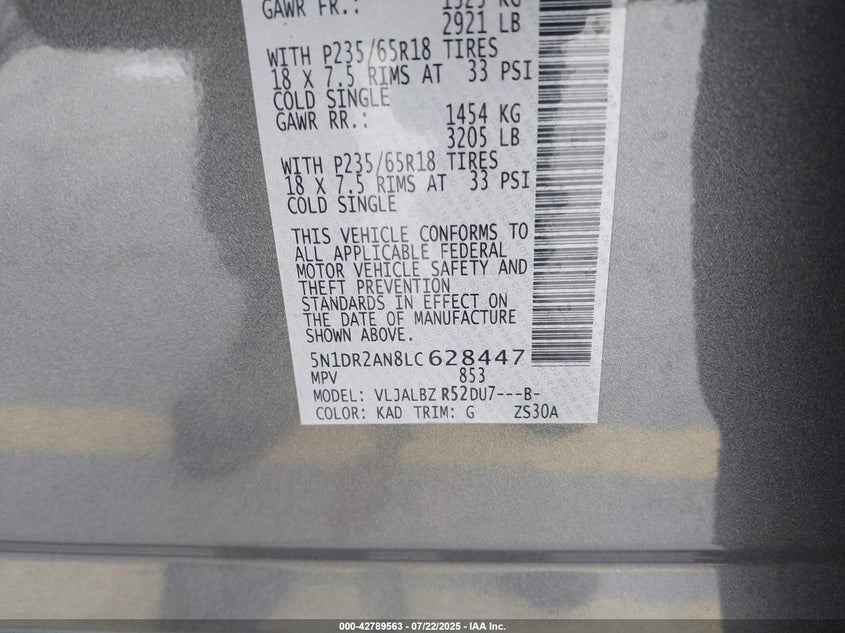 GAWR FR.: 1325 KG
2921 LB
WITH P235/65R18 TIRES
18 X 7.5 RIMS AT 33 PSI
COLD SINGLE
GAWR RR.: 1454 KG
3205 LB
WITH P235/65R18 TIRES
18 X 7.5 RIMS AT 33 PSI
COLD SINGLE
THIS VEHICLE CONFORMS TO
ALL APPLICABLE FEDERAL
MOTOR VEHICLE SAFETY AND
THEFT PREVENTION
STANDARDS IN EFFECT ON
THE DATE OF MANUFACTURE
SHOWN ABOVE.
5N1DR2AN8LC628447
MPV 853
MODEL: VLJALBZ R52DU7---B-
COLOR: KAD TRIM: G ZS30A
000-42789563 - 07/22/2025 - IAA Inc.